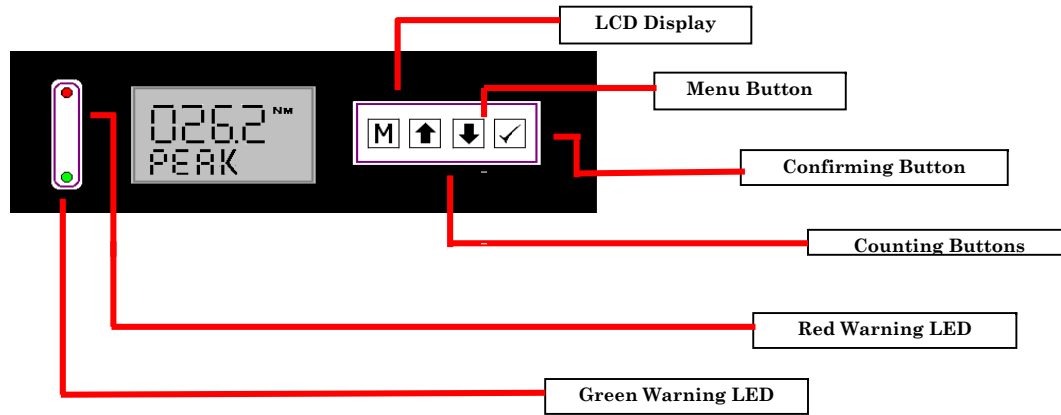 LCD Display
Menu Button
026.2 NM
PEAK
M
Confirming Button
Counting Buttons
Red Warning LED
Green Warning LED